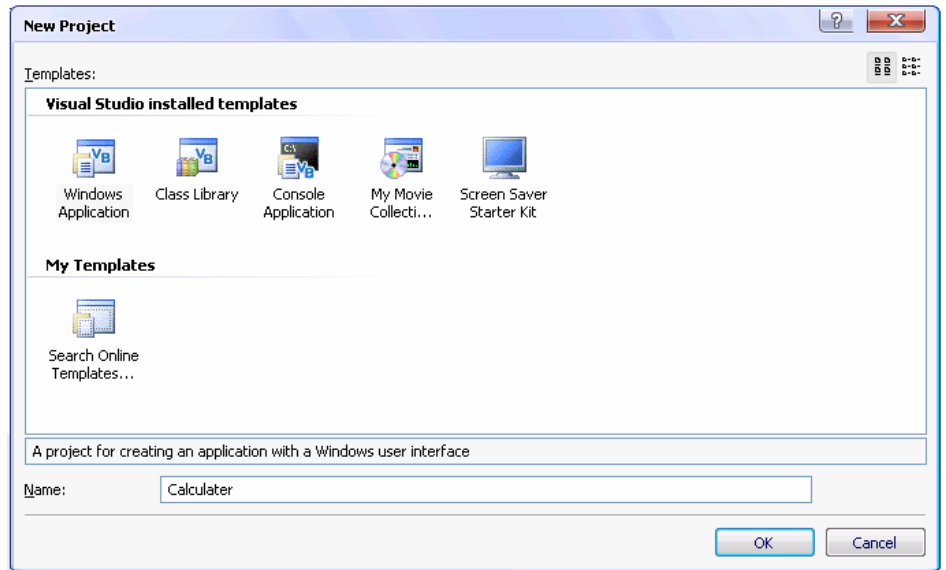 New Project
Templates:
Visual Studio installed templates
Windows Application
Class Library
Console Application
My Movie Collecti...
Screen Saver Starter Kit
My Templates
Search Online Templates...
A project for creating an application with a Windows user interface
Name: Calculater
OK Cancel